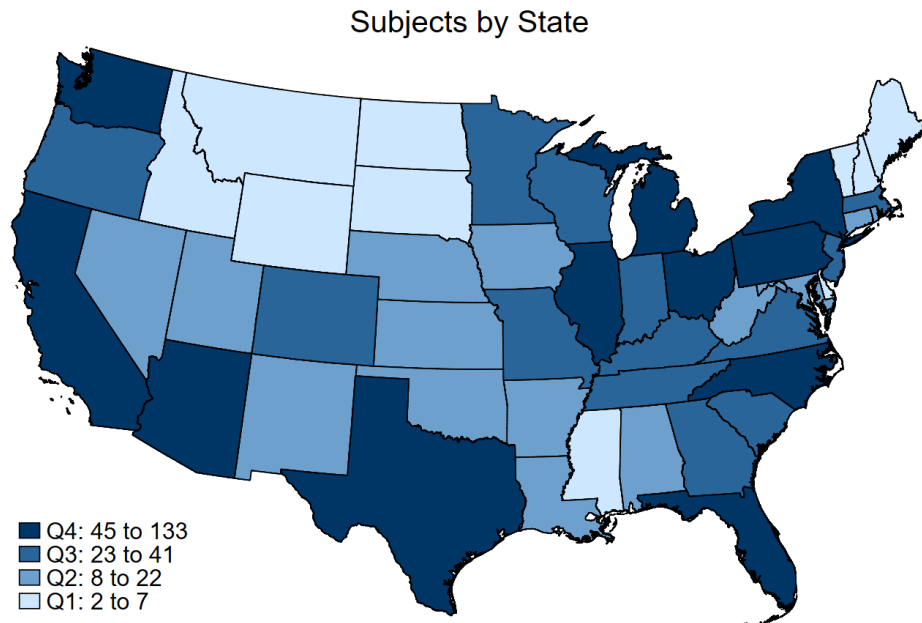 Subjects by State
Q4: 45 to 133
Q3: 23 to 41
Q2: 8 to 22
Q1: 2 to 7